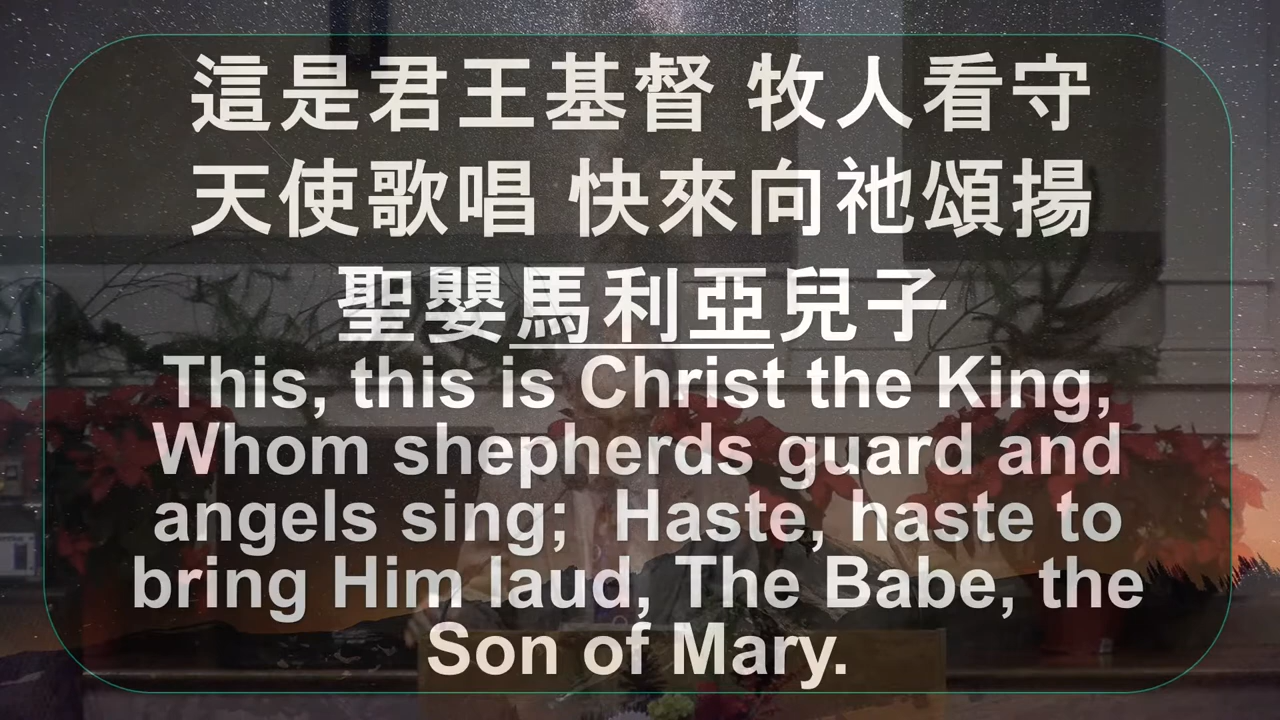 這是君王基督 牧人看守
天使歌唱 快來向祂頌揚
聖嬰馬利亞兒子
This, this is Christ the King,
Whom shepherds guard and
angels sing;  Haste, haste to
bring Him laud, The Babe, the
Son of Mary.